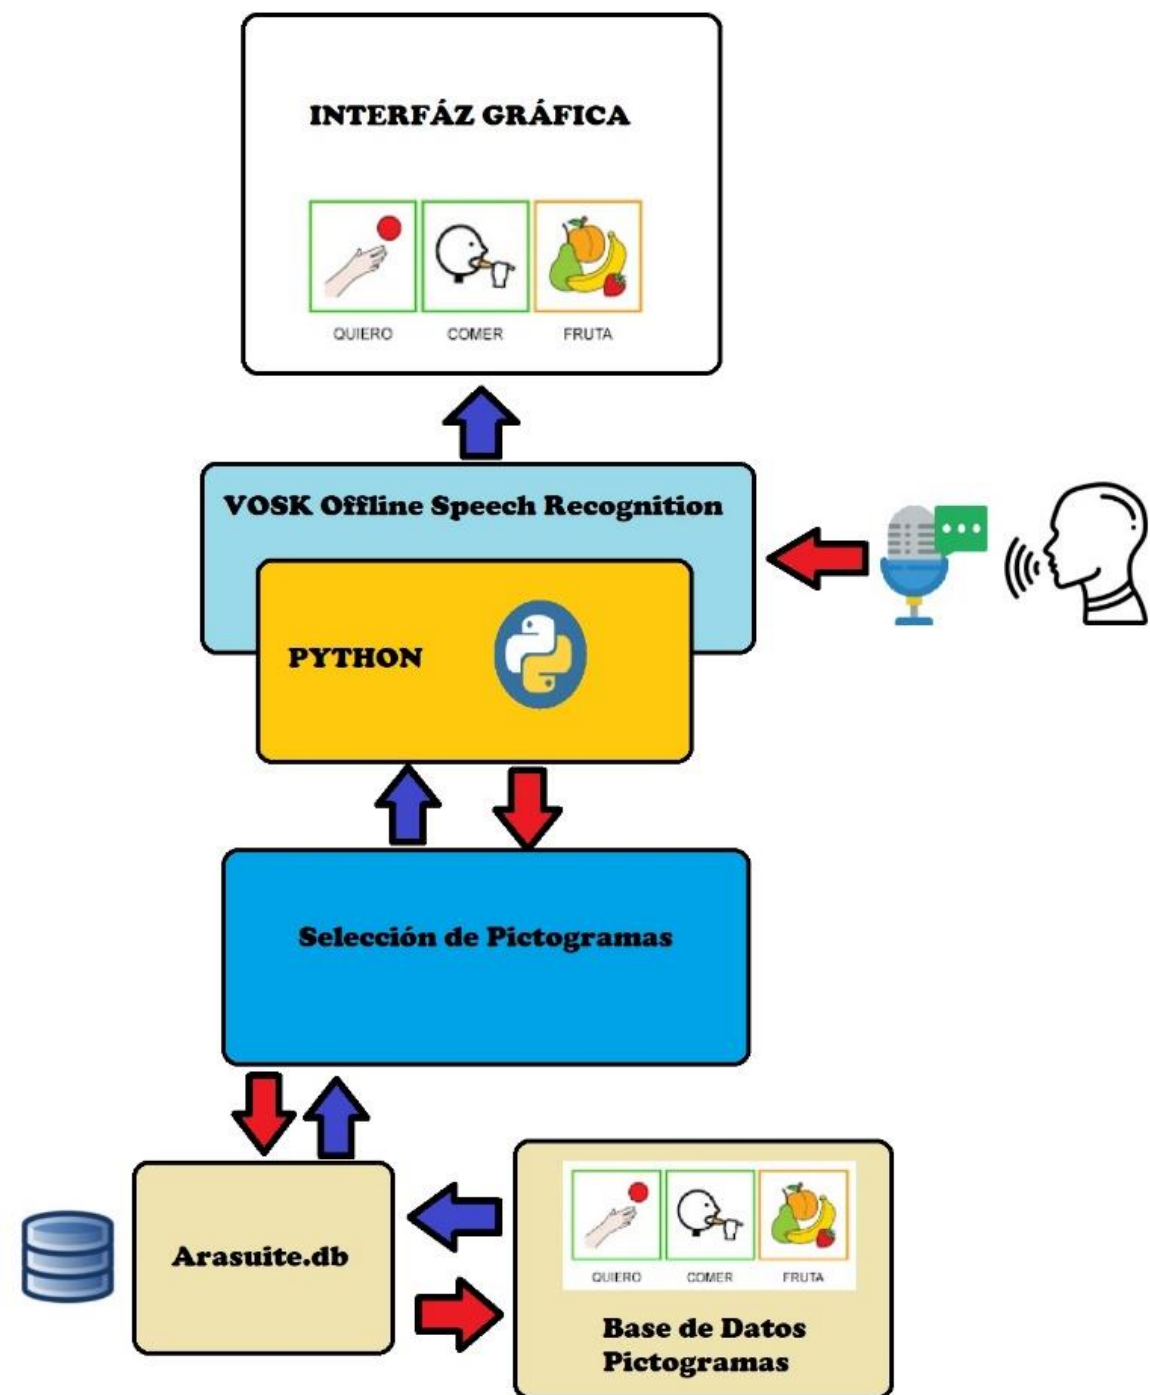 INTERFÁZ GRÁFICA
QUIERO COMER FRUTA
VOSK Offline Speech Recognition
PYTHON
Selección de Pictogramas
Arasuite.db
QUIERO COMER FRUTA
Base de Datos
Pictogramas